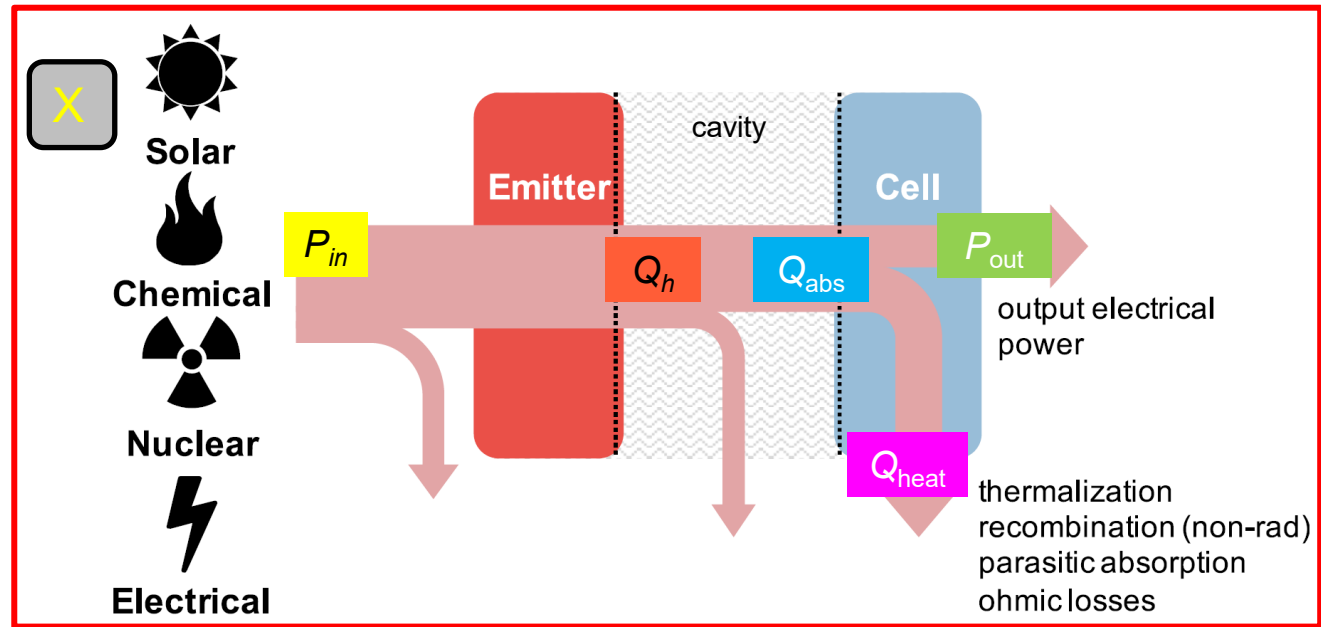 X
Solar
Chemical
Nuclear
Electrical
P_in
Emitter
Q_h
cavity
Q_abs
Cell
P_out
output electrical
power
Q_heat
thermalization
recombination (non-rad)
parasitic absorption
ohmic losses